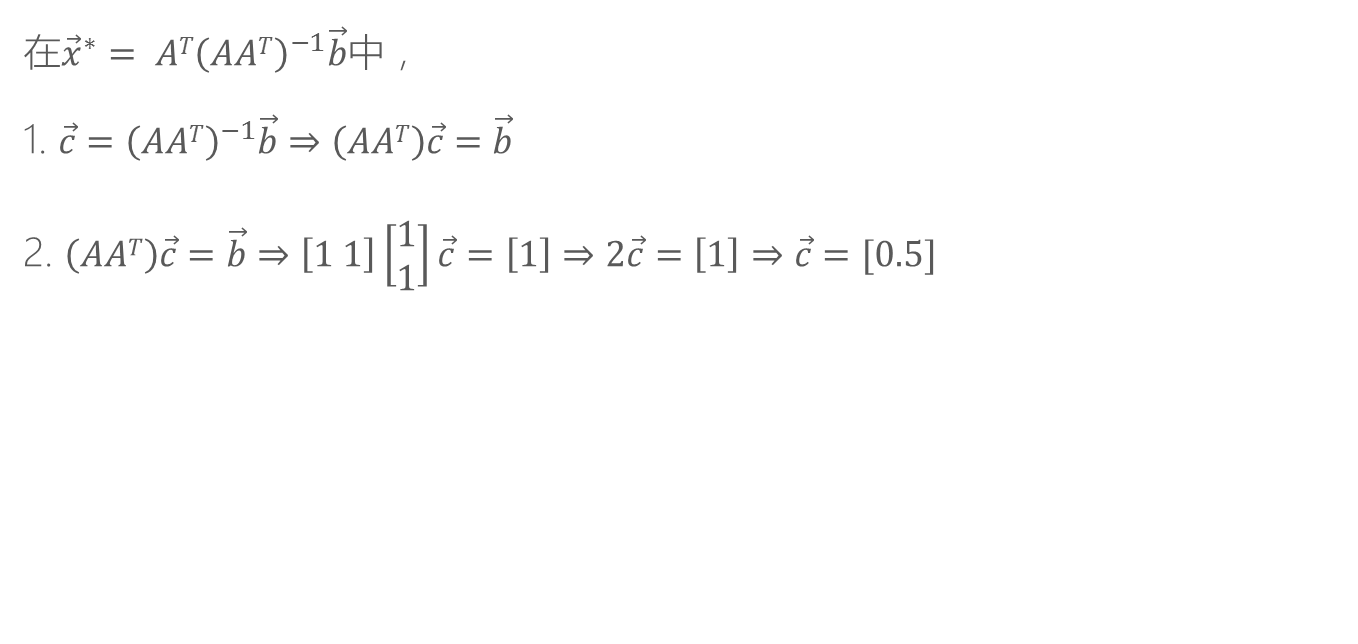 在x⃗* = Aᵀ(AAᵀ)⁻¹b⃗中，
1. c⃗ = (AAᵀ)⁻¹b⃗ ⇒ (AAᵀ)c⃗ = b⃗
2. (AAᵀ)c⃗ = b⃗ ⇒ [1 1] [1; 1] c⃗ = [1] ⇒ 2c⃗ = [1] ⇒ c⃗ = [0.5]